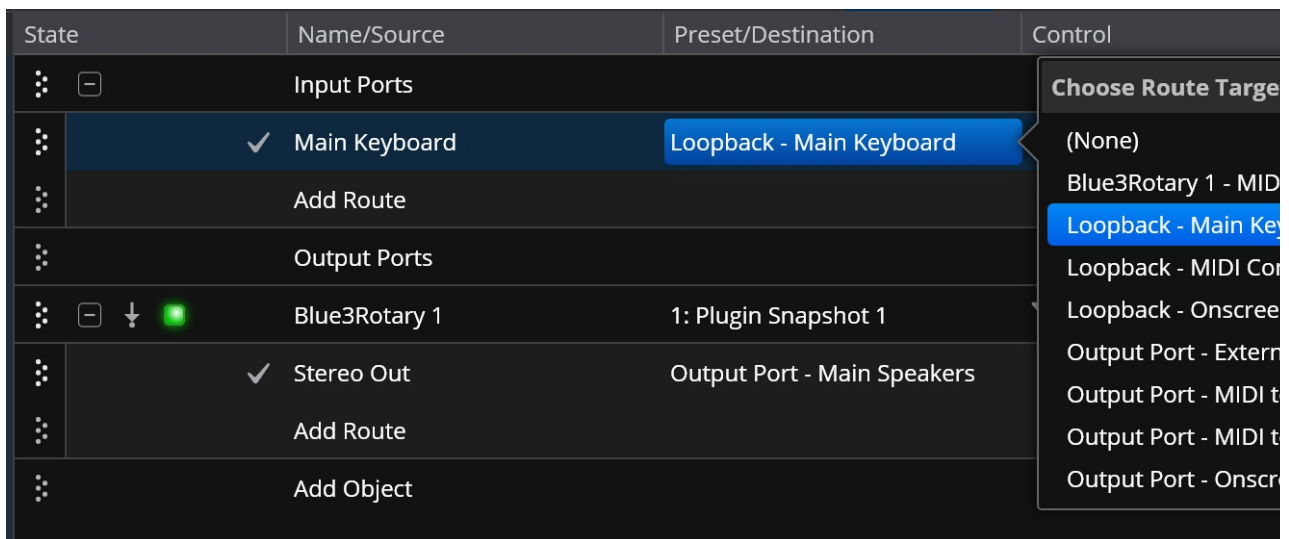 State Name/Source Preset/Destination Control
Input Ports
Choose Route Targe
Main Keyboard Loopback - Main Keyboard
(None)
Blue3Rotary 1 - MID
Add Route
Loopback - Main Key
Output Ports
Loopback - MIDI Cor
Blue3Rotary 1 1: Plugin Snapshot 1
Loopback - Onscree
Output Port - Extern
Stereo Out Output Port - Main Speakers
Output Port - MIDI t
Add Route
Output Port - MIDI t
Add Object
Output Port - Onscr